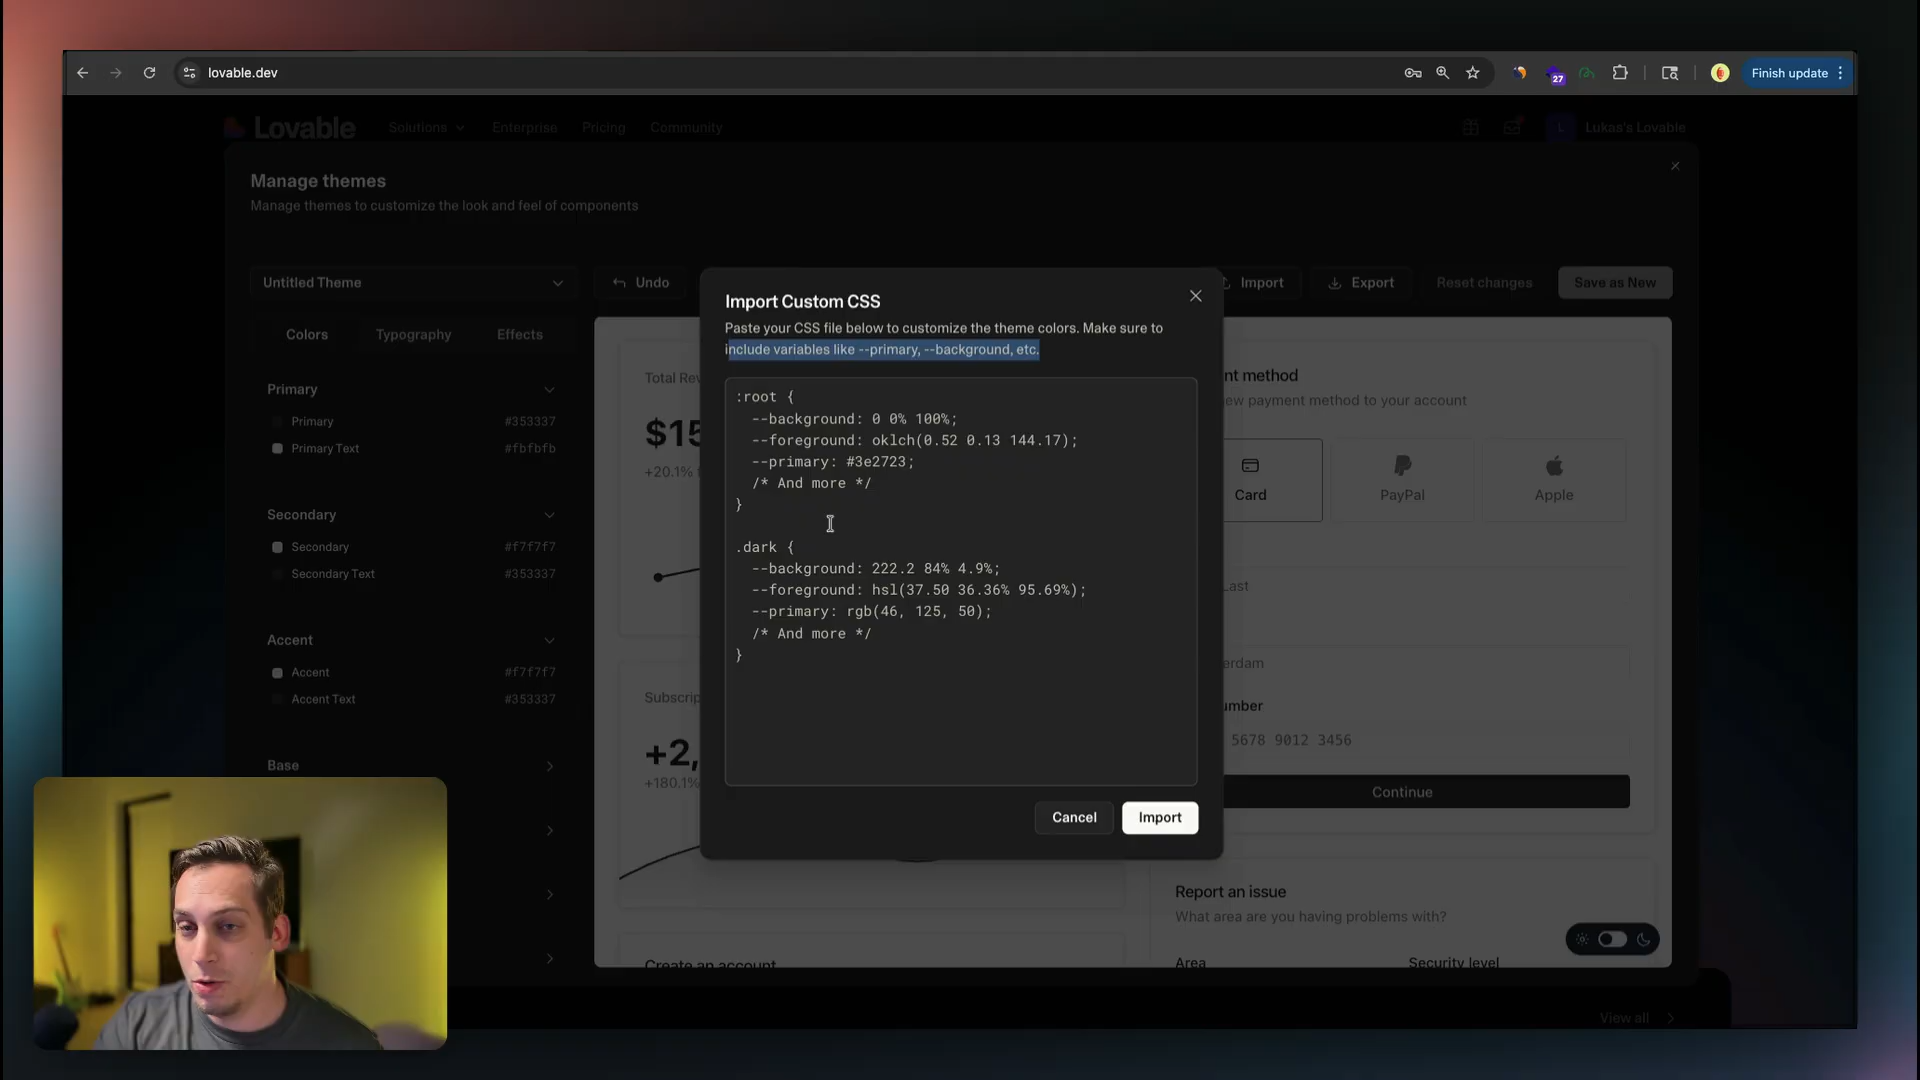 lovable.dev
27
Finish update
Lovable
Solutions
Enterprise
Pricing
Community
L
Lukas's Lovable
Manage themes
Manage themes to customize the look and feel of components
Untitled Theme
Undo
Import
Export
Reset changes
Save as New
Colors
Typography
Effects
Primary
Primary
#353337
Primary Text
#fbfbfb
Secondary
Secondary
#f7f7f7
Secondary Text
#353337
Accent
Accent
#f7f7f7
Accent Text
#353337
Base
Total Rev
$15
+20.1%
Subscrip
+2,
+180.1%
Create an account
Import Custom CSS
Paste your CSS file below to customize the theme colors. Make sure to
include variables like --primary, --background, etc.
:root {
--background: 0 0% 100%;
--foreground: oklch(0.52 0.13 144.17);
--primary: #3e2723;
/* And more */
}
.dark {
--background: 222.2 84% 4.9%;
--foreground: hsl(37.50 36.36% 95.69%);
--primary: rgb(46, 125, 50);
/* And more */
}
Cancel
Import
nt method
ew payment method to your account
Card
PayPal
Apple
Last
erdam
umber
5678 9012 3456
Continue
Report an issue
What area are you having problems with?
Area
Security level
View all